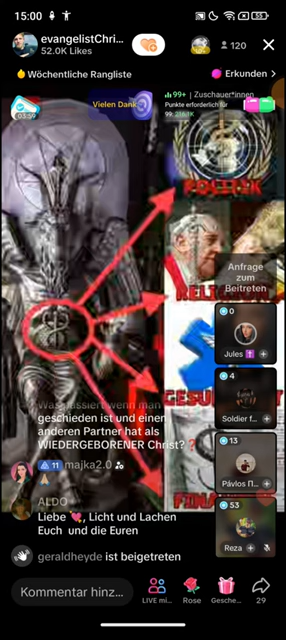 15:00
55
evangelistChri...
52.0K Likes
120
Wöchentliche Rangliste
Erkunden >
03:59
Vielen Dank
99+ | Zuschauer*innen
Punkte erforderlich für
POLITIK
Anfrage
zum
Beitreten
0
Jules
4
Soldier f...
13
Pávlos Π...
53
Reza
Was passiert wenn man
geschieden ist und einen
anderen Partner hat als
WIEDERGEBORENER Christ?
11 majka2.0
ALDO
Liebe 💘, Licht und Lachen
Euch und die Euren
geraldheyde ist beigetreten
Kommentar hinz...
LIVE mi...
Rose
Gesche...
29